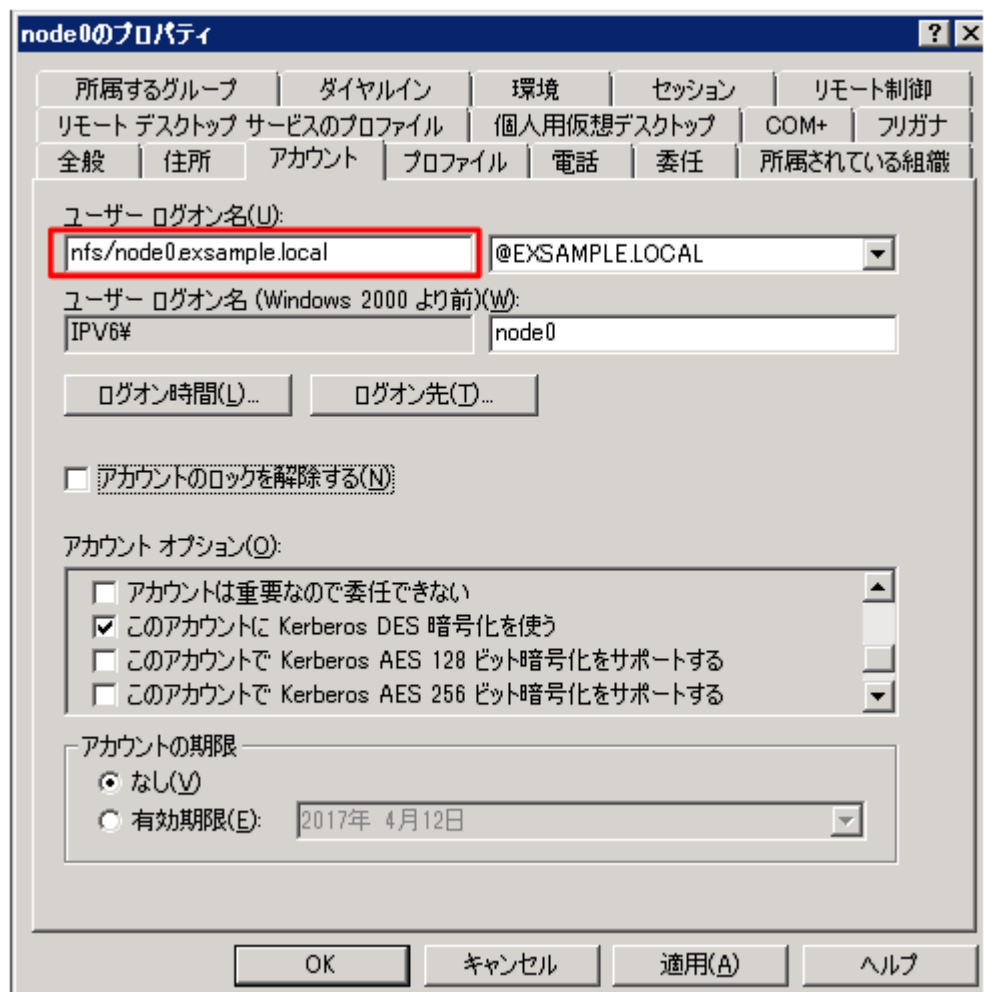 node0のプロパティ
所属するグループ ダイヤルイン 環境 セッション リモート制御
リモート デスクトップ サービスのプロファイル 個人用仮想デスクトップ COM+ フリガナ
全般 住所 アカウント プロファイル 電話 委任 所属されている組織
ユーザー ログオン名(U):
nfs/node0.exsample.local @EXSAMPLE.LOCAL
ユーザー ログオン名 (Windows 2000 より前)(W):
IPV6¥ node0
ログオン時間(L)... ログオン先(T)...
アカウントのロックを解除する(N)
アカウント オプション(O):
アカウントは重要なので委任できない
このアカウントに Kerberos DES 暗号化を使う
このアカウントで Kerberos AES 128 ビット暗号化をサポートする
このアカウントで Kerberos AES 256 ビット暗号化をサポートする
アカウントの期限
なし(V)
有効期限(E): 2017年 4月12日
OK キャンセル 適用(A) ヘルプ